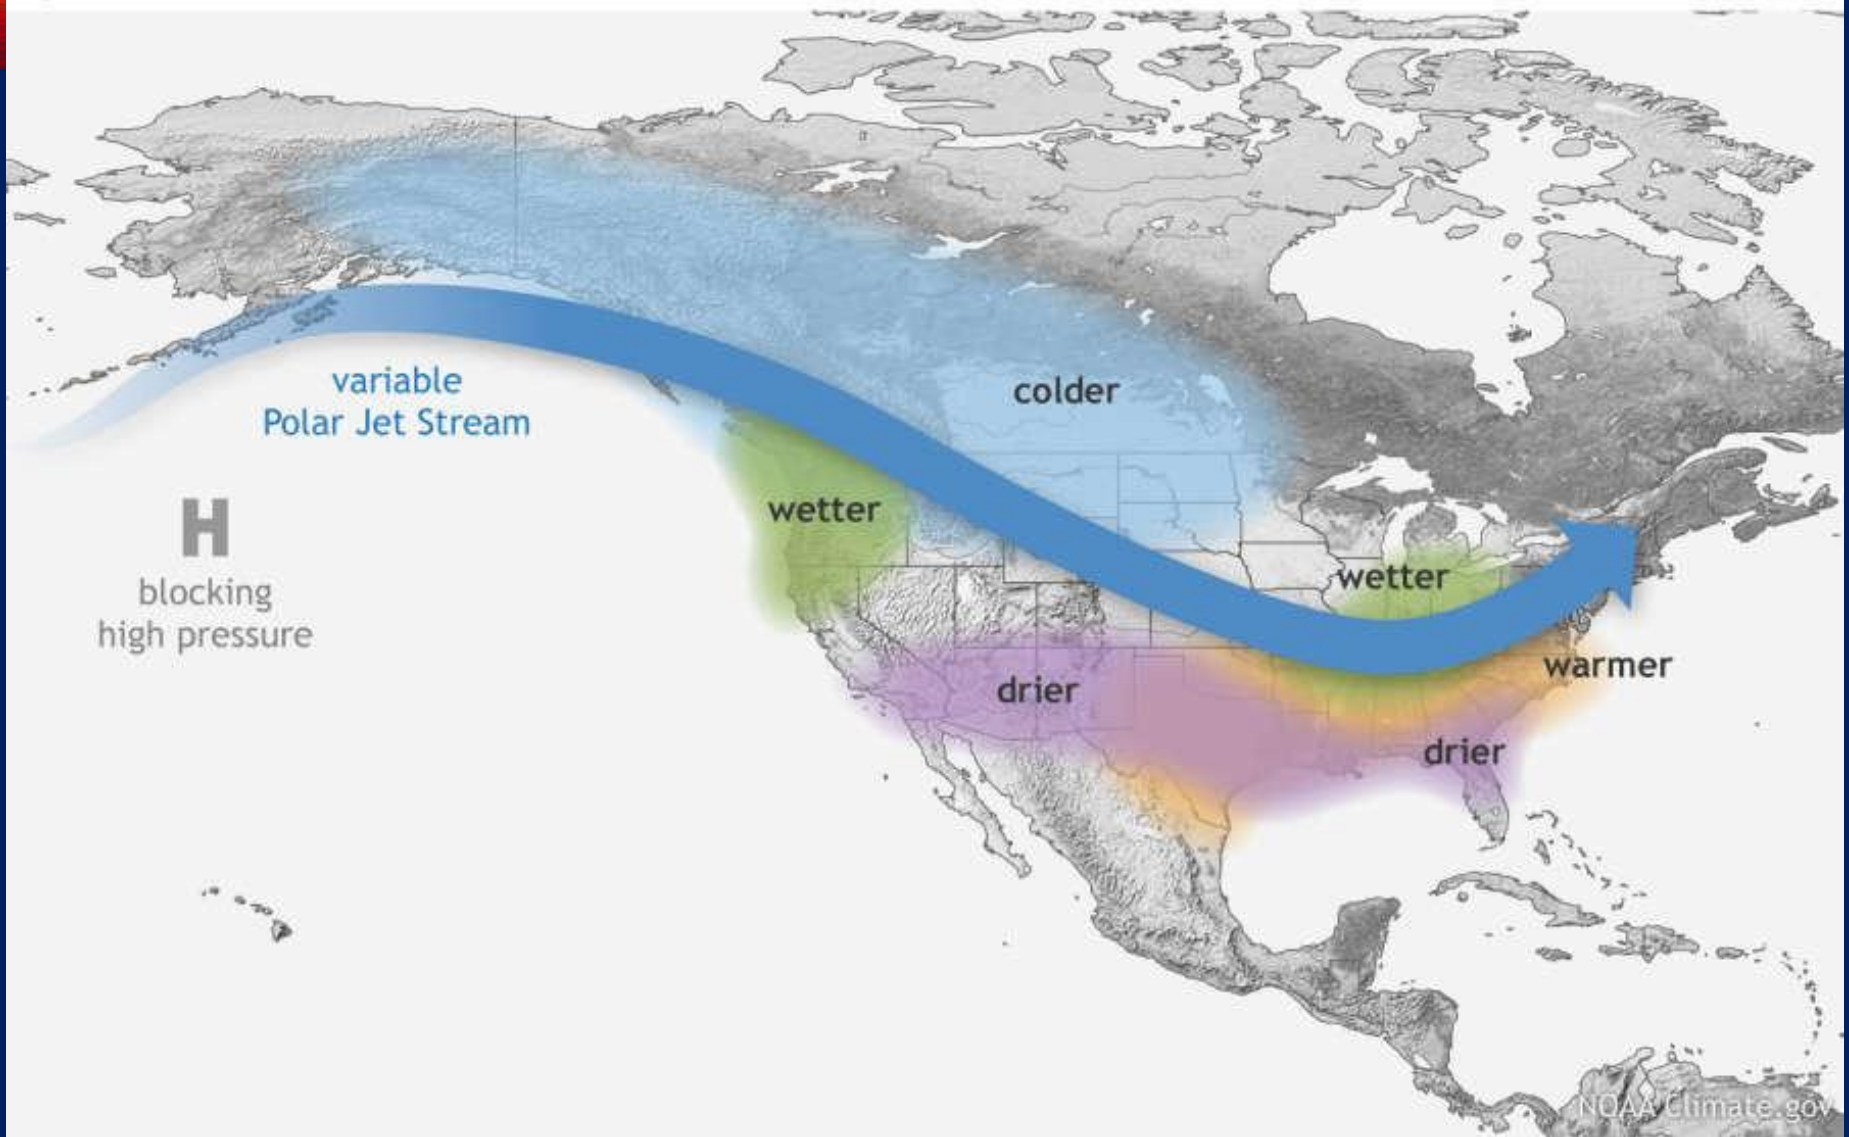 variable
Polar Jet Stream
colder
wetter
H
blocking
high pressure
wetter
warmer
drier
drier
NOAA Climate.gov